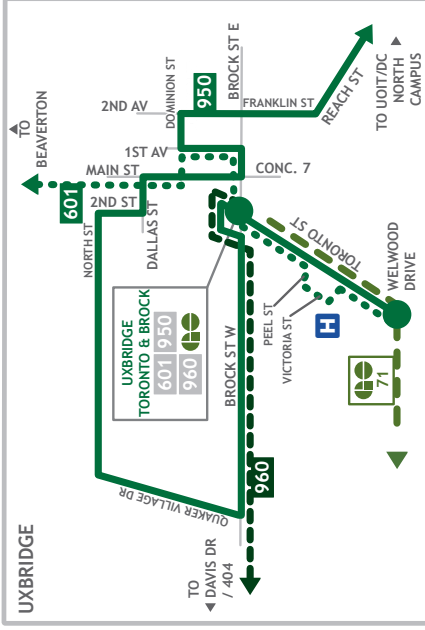 UXBRIDGE
TO
BEAVERTON
601
MAIN ST
2ND ST
NORTH ST
DALLAS ST
1ST AV
2ND AV
DOMINION ST
950
BROCK ST E
FRANKLIN ST
REACH ST
TO UOIT/DC
NORTH
CAMPUS
CONC. 7
UXBRIDGE
TORONTO & BROCK
601 950
960 GO
BROCK ST W
QUAKER VILLAGE DR
TO
DAVIS DR
/ 404
960
TORONTO ST
PEEL ST
VICTORIA ST
H
WELWOOD
DRIVE
GO
71